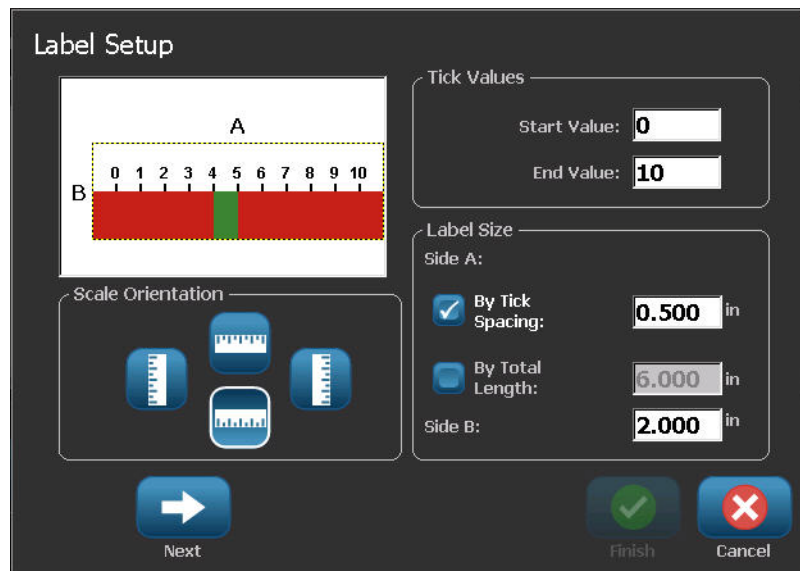 Label Setup
A
0 1 2 3 4 5 6 7 8 9 10
B
Scale Orientation
Tick Values
Start Value: 0
End Value: 10
Label Size
Side A:
By Tick
Spacing: 0.500 in
By Total
Length: 6.000 in
Side B: 2.000 in
Next
Finish
Cancel